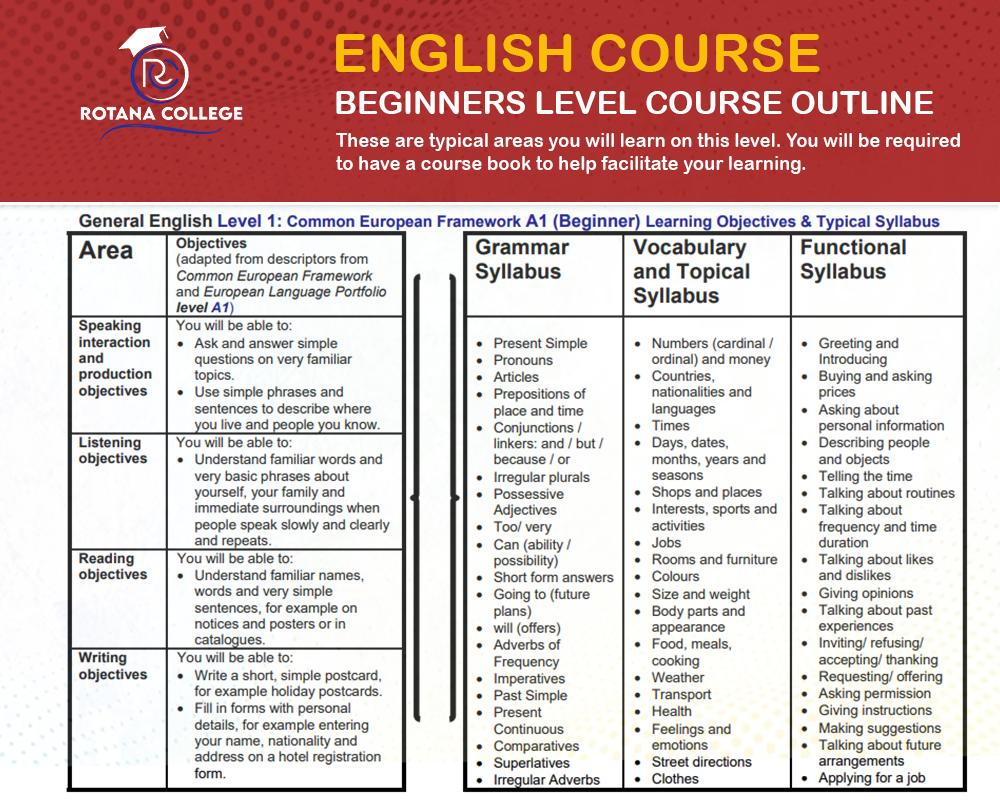 RC
ROTANA COLLEGE
ENGLISH COURSE
BEGINNERS LEVEL COURSE OUTLINE
These are typical areas you will learn on this level. You will be required
to have a course book to help facilitate your learning.
General English Level 1: Common European Framework A1 (Beginner) Learning Objectives & Typical Syllabus
Area
Objectives
(adapted from descriptors from
Common European Framework
and European Language Portfolio
level A1)
Speaking
interaction
and
production
objectives
You will be able to:
• Ask and answer simple
questions on very familiar
topics.
• Use simple phrases and
sentences to describe where
you live and people you know.
Listening
objectives
You will be able to:
• Understand familiar words and
very basic phrases about
yourself, your family and
immediate surroundings when
people speak slowly and clearly
and repeats.
Reading
objectives
You will be able to:
• Understand familiar names,
words and very simple
sentences, for example on
notices and posters or in
catalogues.
Writing
objectives
You will be able to:
• Write a short, simple postcard,
for example holiday postcards.
• Fill in forms with personal
details, for example entering
your name, nationality and
address on a hotel registration
form.
Grammar
Syllabus
• Present Simple
• Pronouns
• Articles
• Prepositions of
place and time
• Conjunctions /
linkers: and / but /
because / or
• Irregular plurals
• Possessive
Adjectives
• Too/ very
• Can (ability /
possibility)
• Short form answers
• Going to (future
plans)
• will (offers)
• Adverbs of
Frequency
• Imperatives
• Past Simple
• Present
Continuous
• Comparatives
• Superlatives
• Irregular Adverbs
Vocabulary
and Topical
Syllabus
• Numbers (cardinal /
ordinal) and money
• Countries,
nationalities and
languages
• Times
• Days, dates,
months, years and
seasons
• Shops and places
• Interests, sports and
activities
• Jobs
• Rooms and furniture
• Colours
• Size and weight
• Body parts and
appearance
• Food, meals,
cooking
• Weather
• Transport
• Health
• Feelings and
emotions
• Street directions
• Clothes
Functional
Syllabus
• Greeting and
Introducing
• Buying and asking
prices
• Asking about
personal information
• Describing people
and objects
• Telling the time
• Talking about routines
• Talking about
frequency and time
duration
• Talking about likes
and dislikes
• Giving opinions
• Talking about past
experiences
• Inviting/ refusing/
accepting/ thanking
• Requesting/ offering
• Asking permission
• Giving instructions
• Making suggestions
• Talking about future
arrangements
• Applying for a job